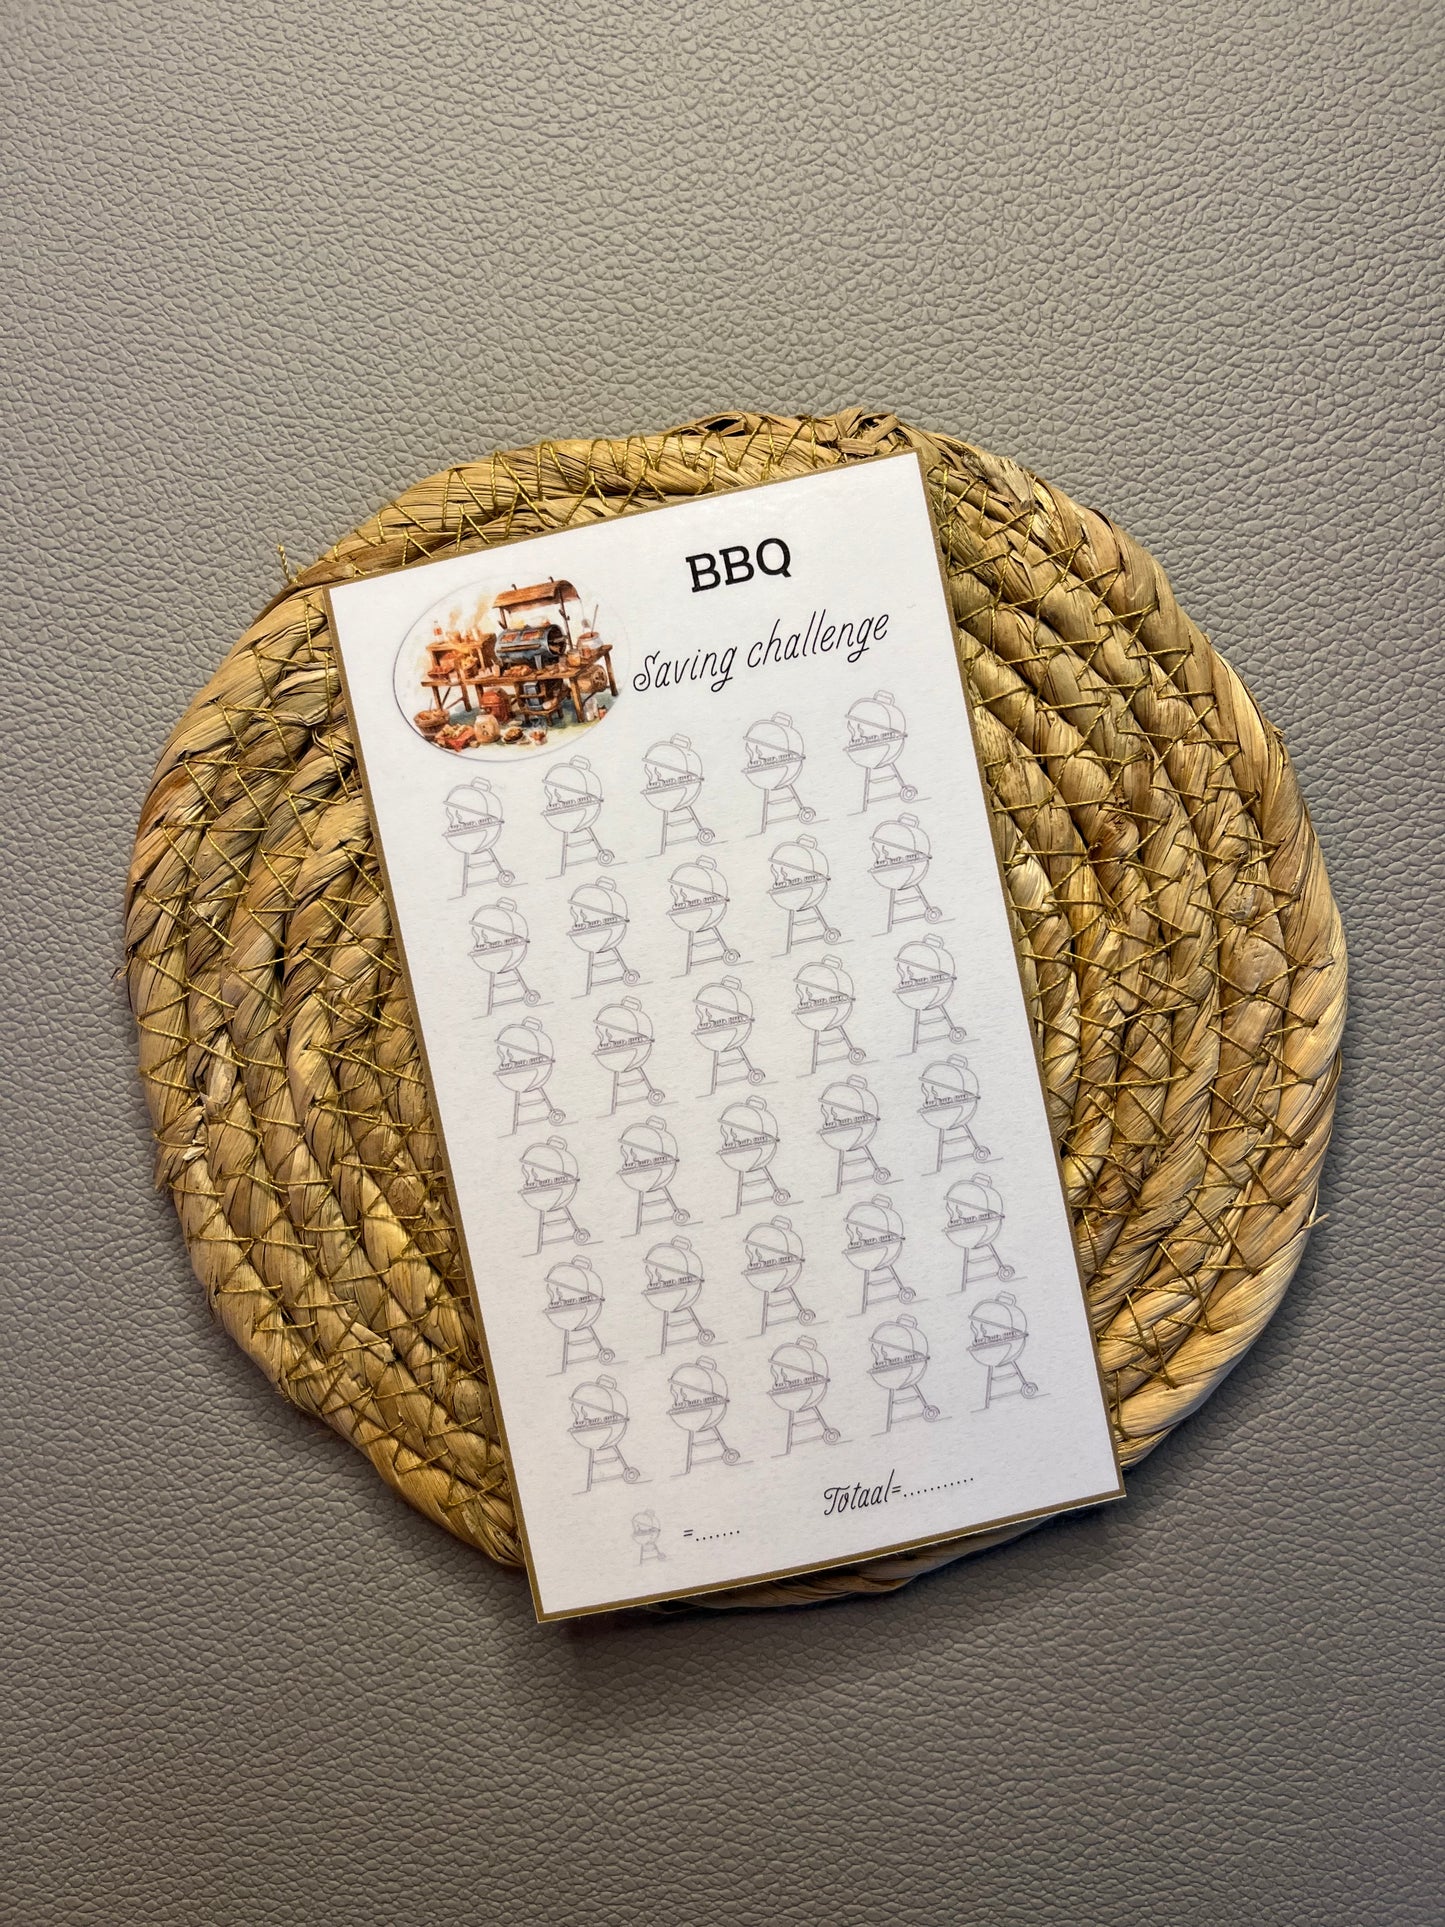 BBQ
Saving challenge
Totaal=...........
=.......